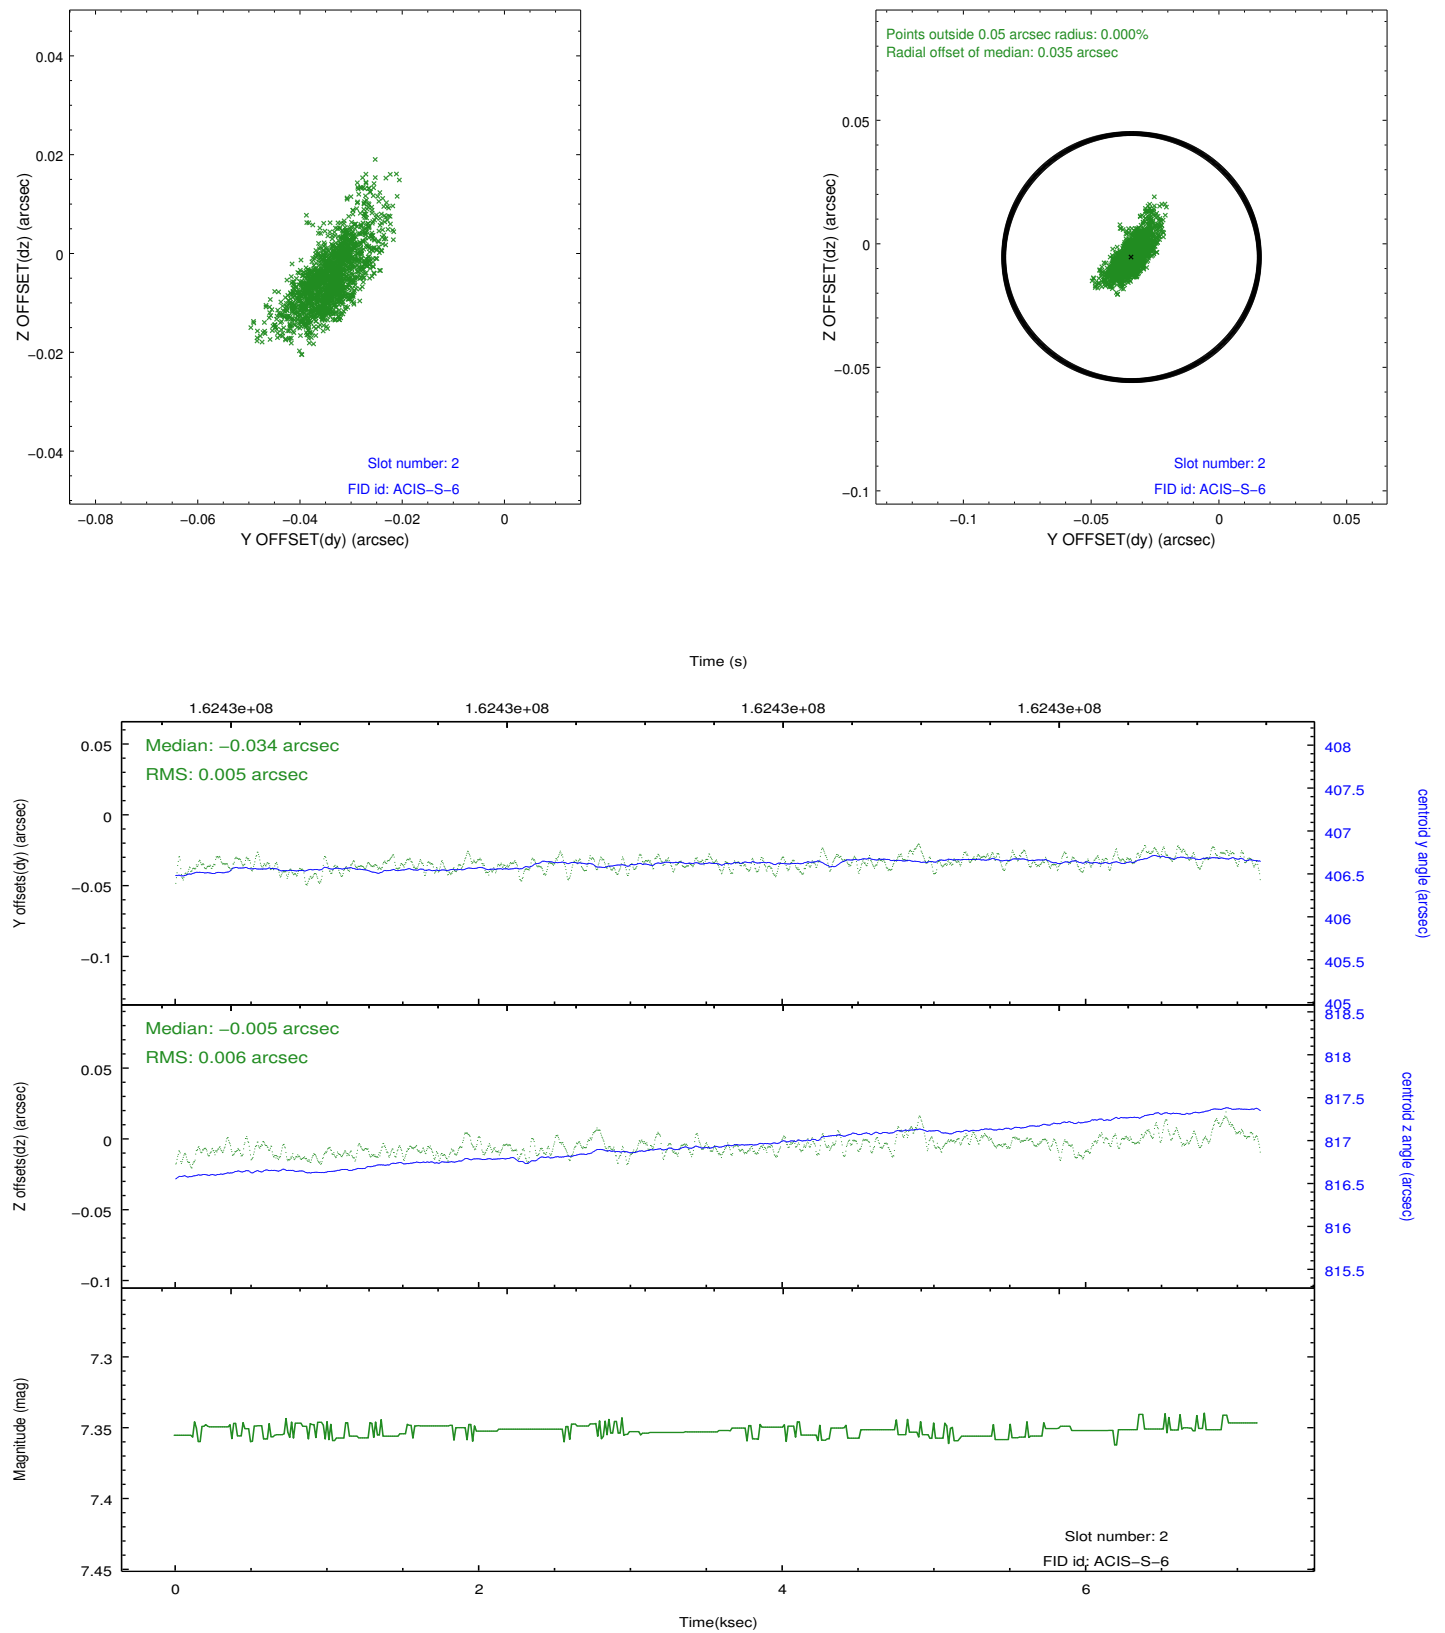 0.04
0.02
0
−0.02
−0.04
Z OFFSET(dz) (arcsec)
Slot number: 2
FID id: ACIS−S−6
−0.08 −0.06 −0.04 −0.02 0
Y OFFSET(dy) (arcsec)
Points outside 0.05 arcsec radius: 0.000%
Radial offset of median: 0.035 arcsec
0.05
0
−0.05
−0.1
Z OFFSET(dz) (arcsec)
Slot number: 2
FID id: ACIS−S−6
−0.1 −0.05 0 0.05
Y OFFSET(dy) (arcsec)
Time (s)
1.6243e+08 1.6243e+08 1.6243e+08 1.6243e+08
Median: −0.034 arcsec
RMS: 0.005 arcsec
0.05
0
−0.05
−0.1
Y offsets(dy) (arcsec)
408
407.5
407
406.5
406
405.5
405
centroid y angle (arcsec)
Median: −0.005 arcsec
RMS: 0.006 arcsec
0.05
0
−0.05
−0.1
Z offsets(dz) (arcsec)
818.5
818
817.5
817
816.5
816
815.5
centroid z angle (arcsec)
7.3
7.35
7.4
7.45
Magnitude (mag)
Slot number: 2
FID id: ACIS−S−6
0 2 4 6
Time(ksec)